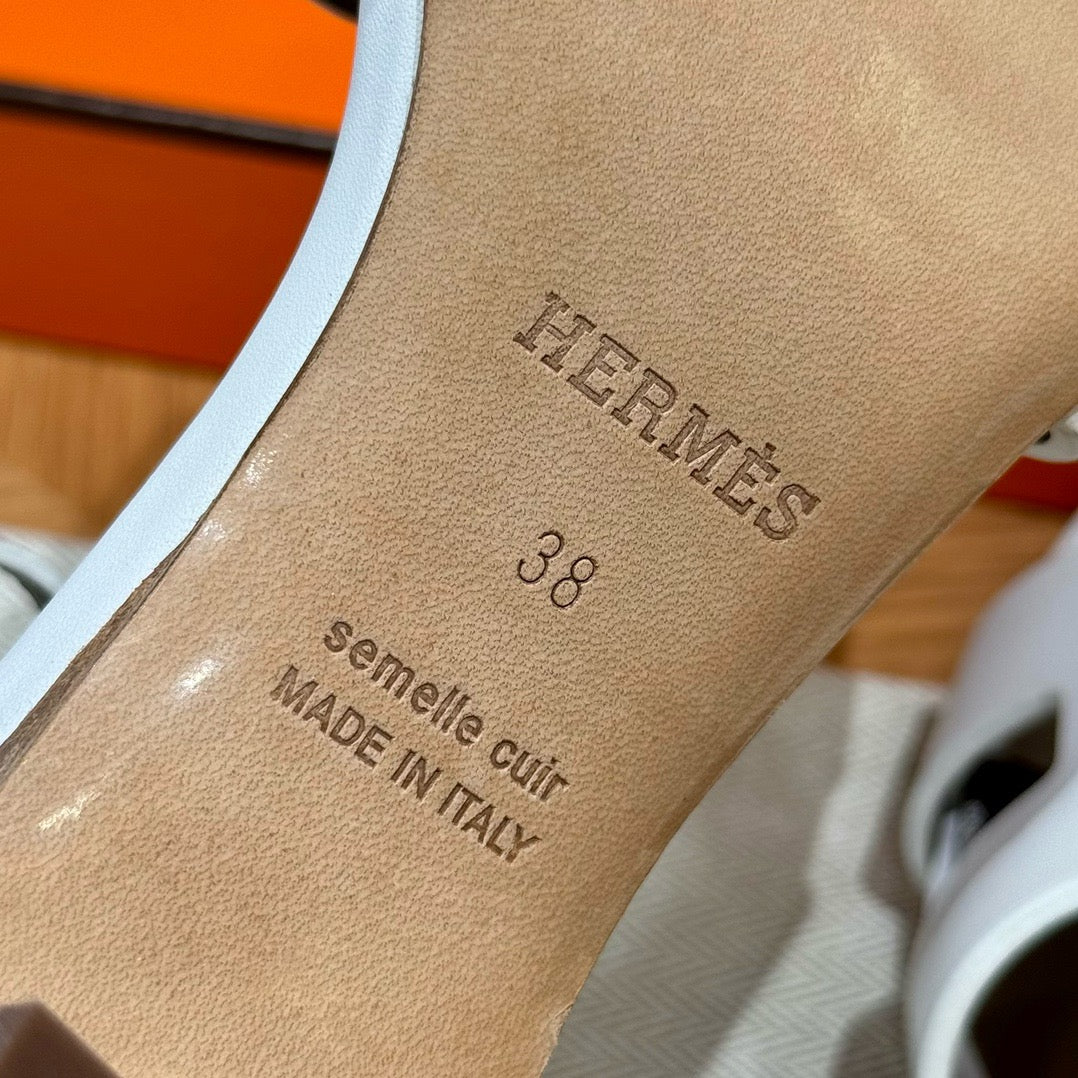 HERMÈS
38
semelle cuir
MADE IN ITALY